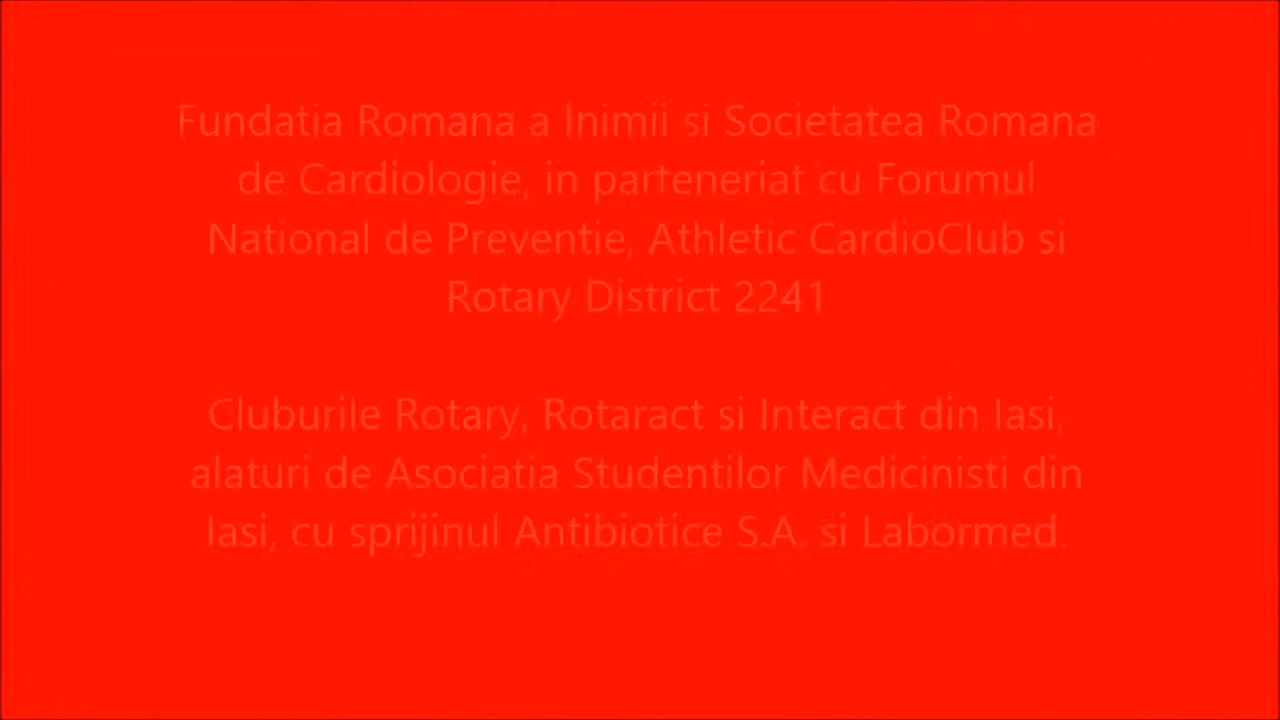 Fundatia Romana a Inimii si Societatea Romana
de Cardiologie, in parteneriat cu Forumul
National de Preventie, Athletic CardioClub si
Rotary District 2241
Cluburile Rotary, Rotaract si Interact din Iasi,
alaturi de Asociatia Studentilor Medicinisti din
Iasi, cu sprijinul Antibiotice S.A. si Labormed.